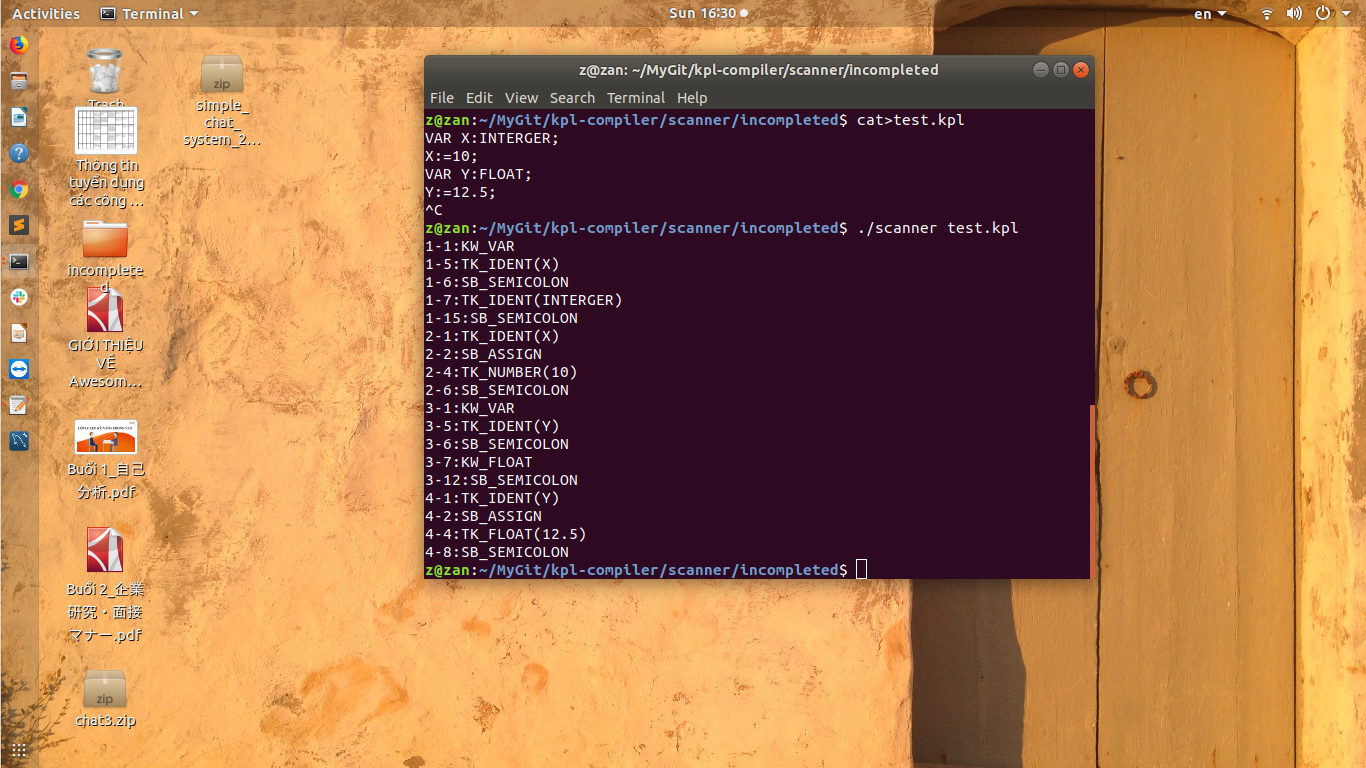 Activities
Terminal
Sun 16:30
en
Trash
zip
simple_
chat_
system_2...
Thông tin
tuyển dụng
các công ...
incomplete
d
GIỚI THIỆU
VỀ
Awesom...
Buổi 1_自己
分析.pdf
Buổi 2_企業
研究・面接
マナー.pdf
zip
chat3.zip
z@zan: ~/MyGit/kpl-compiler/scanner/incompleted
File Edit View Search Terminal Help
z@zan:~/MyGit/kpl-compiler/scanner/incompleted$ cat>test.kpl
VAR X:INTERGER;
X:=10;
VAR Y:FLOAT;
Y:=12.5;
^C
z@zan:~/MyGit/kpl-compiler/scanner/incompleted$ ./scanner test.kpl
1-1:KW_VAR
1-5:TK_IDENT(X)
1-6:SB_SEMICOLON
1-7:TK_IDENT(INTERGER)
1-15:SB_SEMICOLON
2-1:TK_IDENT(X)
2-2:SB_ASSIGN
2-4:TK_NUMBER(10)
2-6:SB_SEMICOLON
3-1:KW_VAR
3-5:TK_IDENT(Y)
3-6:SB_SEMICOLON
3-7:KW_FLOAT
3-12:SB_SEMICOLON
4-1:TK_IDENT(Y)
4-2:SB_ASSIGN
4-4:TK_FLOAT(12.5)
4-8:SB_SEMICOLON
z@zan:~/MyGit/kpl-compiler/scanner/incompleted$